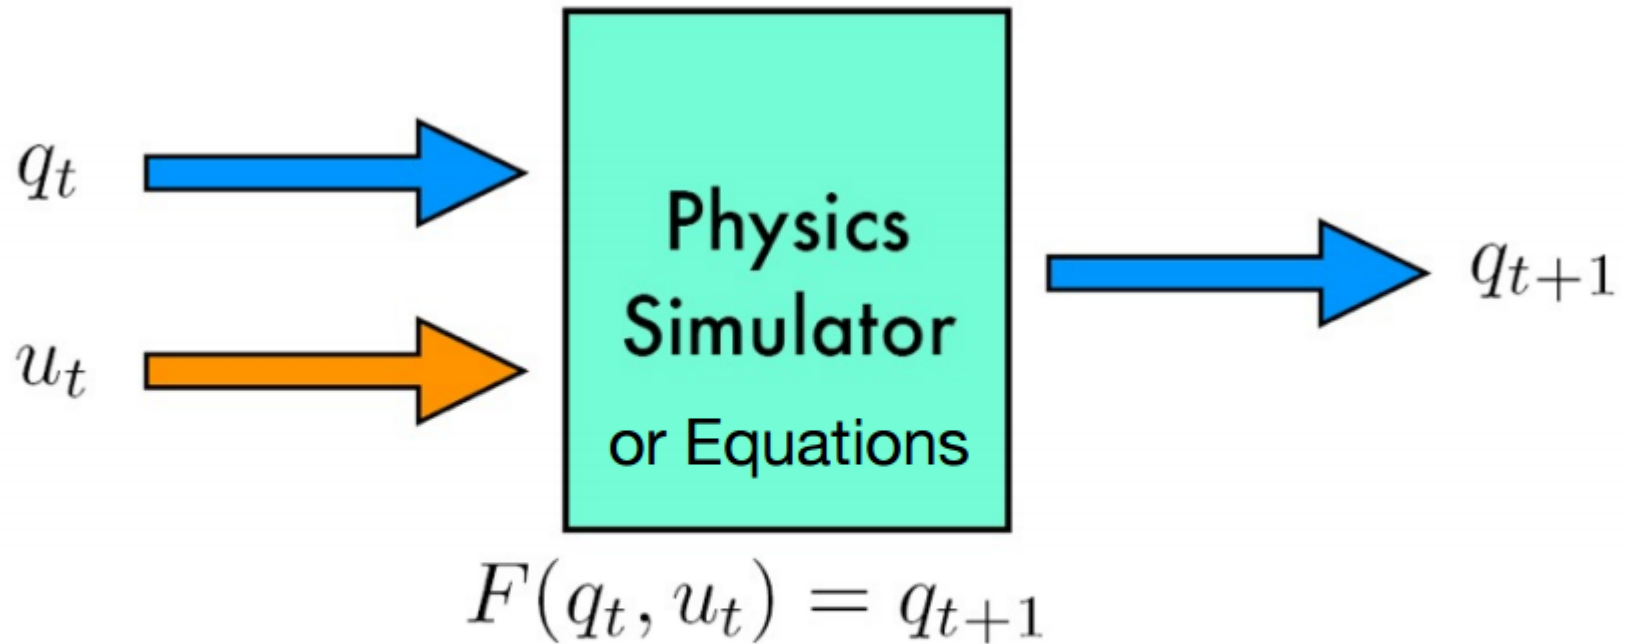 q_t
u_t
Physics
Simulator
or Equations
q_{t+1}
F(q_t, u_t) = q_{t+1}